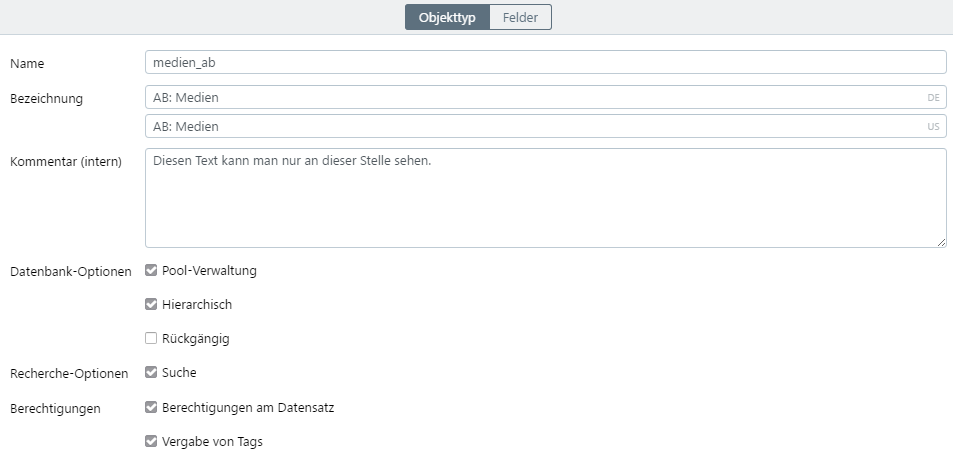 Objekttyp Felder
Name medien_ab
Bezeichnung AB: Medien DE
AB: Medien US
Kommentar (intern) Diesen Text kann man nur an dieser Stelle sehen.
Datenbank-Optionen Pool-Verwaltung
Hierarchisch
Rückgängig
Recherche-Optionen Suche
Berechtigungen Berechtigungen am Datensatz
Vergabe von Tags